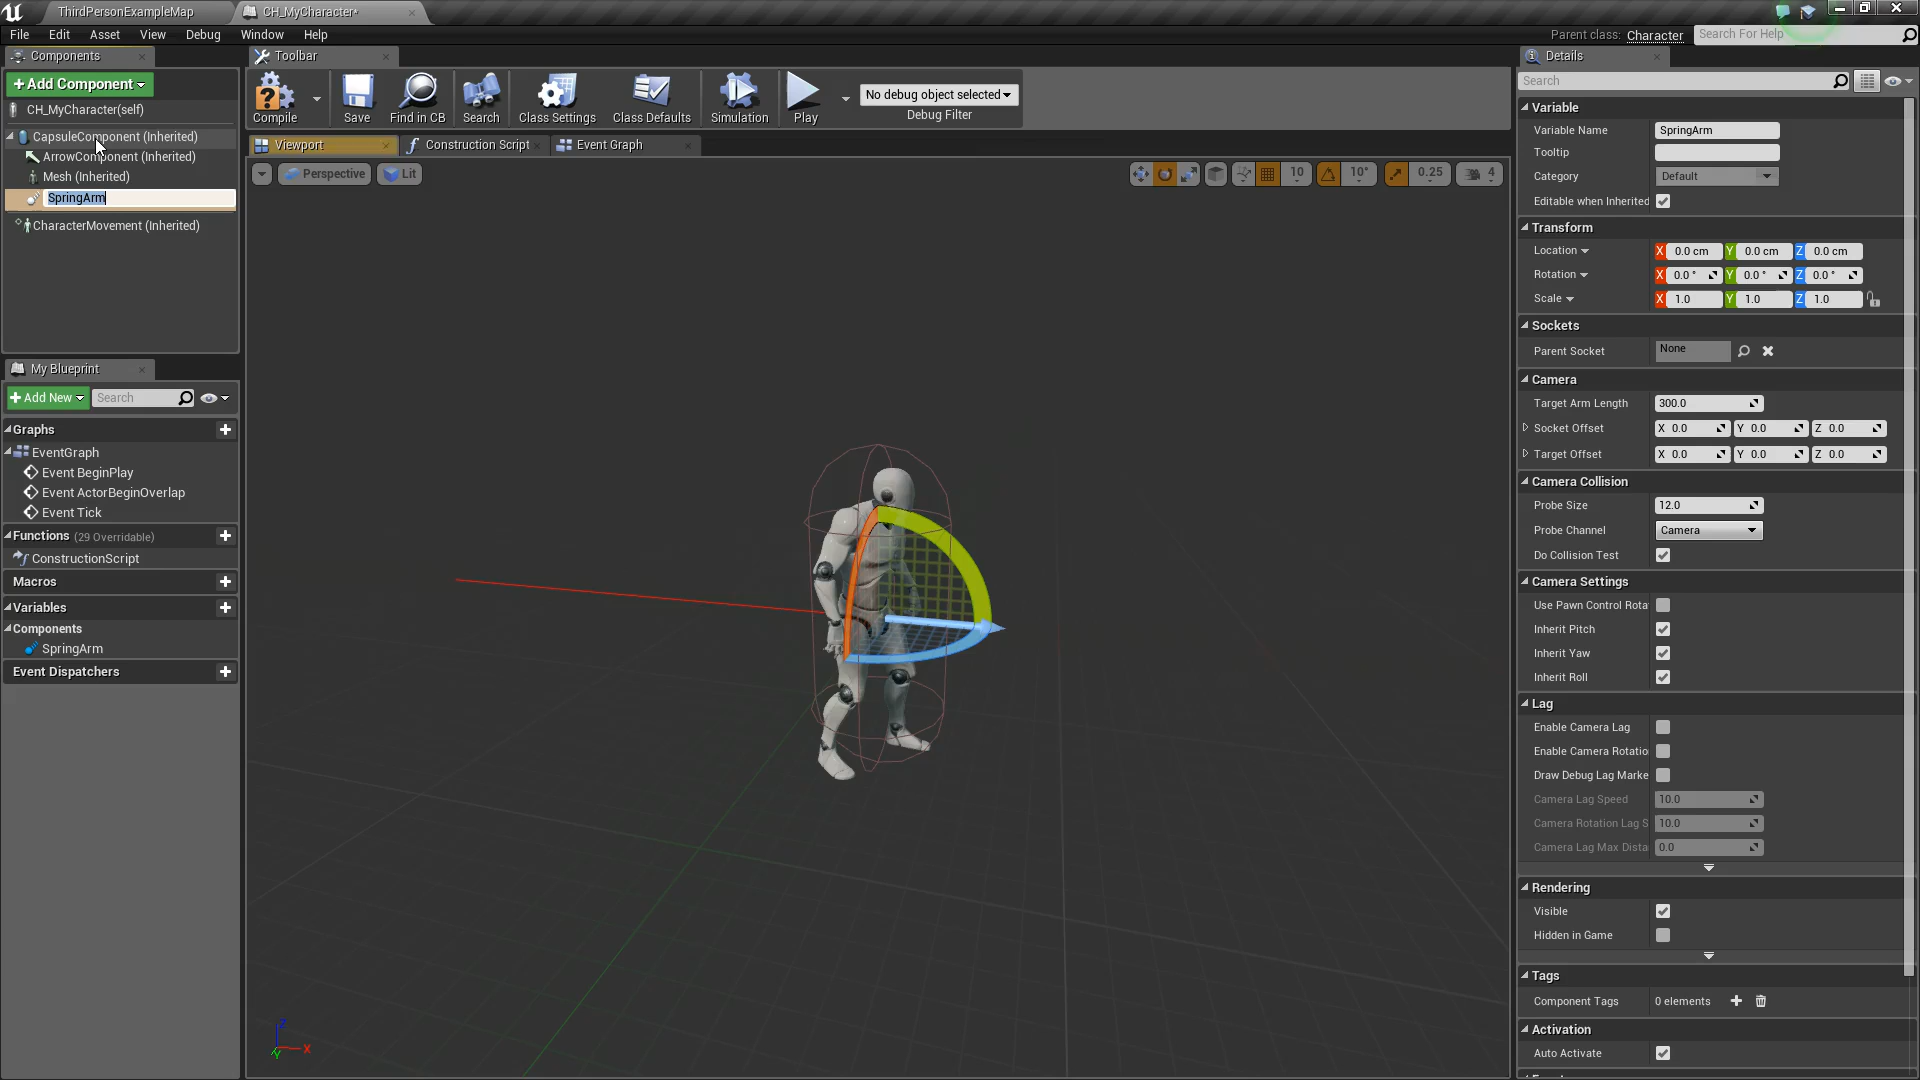 ThirdPersonExampleMap
CH_MyCharacter*
File Edit Asset View Debug Window Help
Parent class: Character
Search For Help
Components
+ Add Component
CH_MyCharacter(self)
CapsuleComponent (Inherited)
ArrowComponent (Inherited)
Mesh (Inherited)
SpringArm
CharacterMovement (Inherited)
My Blueprint
+ Add New
Search
Graphs
EventGraph
Event BeginPlay
Event ActorBeginOverlap
Event Tick
Functions (29 Overridable)
ConstructionScript
Macros
Variables
Components
SpringArm
Event Dispatchers
Toolbar
Compile
Save
Find in CB
Search
Class Settings
Class Defaults
Simulation
Play
No debug object selected
Debug Filter
Viewport
Construction Script
Event Graph
Perspective
Lit
10
10°
0.25
4
Z
X
Y
Details
Search
Variable
Variable Name SpringArm
Tooltip
Category Default
Editable when Inherited
Transform
Location X 0.0 cm Y 0.0 cm Z 0.0 cm
Rotation X 0.0 ° Y 0.0 ° Z 0.0 °
Scale X 1.0 Y 1.0 Z 1.0
Sockets
Parent Socket None
Camera
Target Arm Length 300.0
Socket Offset X 0.0 Y 0.0 Z 0.0
Target Offset X 0.0 Y 0.0 Z 0.0
Camera Collision
Probe Size 12.0
Probe Channel Camera
Do Collision Test
Camera Settings
Use Pawn Control Rota
Inherit Pitch
Inherit Yaw
Inherit Roll
Lag
Enable Camera Lag
Enable Camera Rotatio
Draw Debug Lag Marke
Camera Lag Speed 10.0
Camera Rotation Lag S 10.0
Camera Lag Max Dista 0.0
Rendering
Visible
Hidden in Game
Tags
Component Tags 0 elements
Activation
Auto Activate